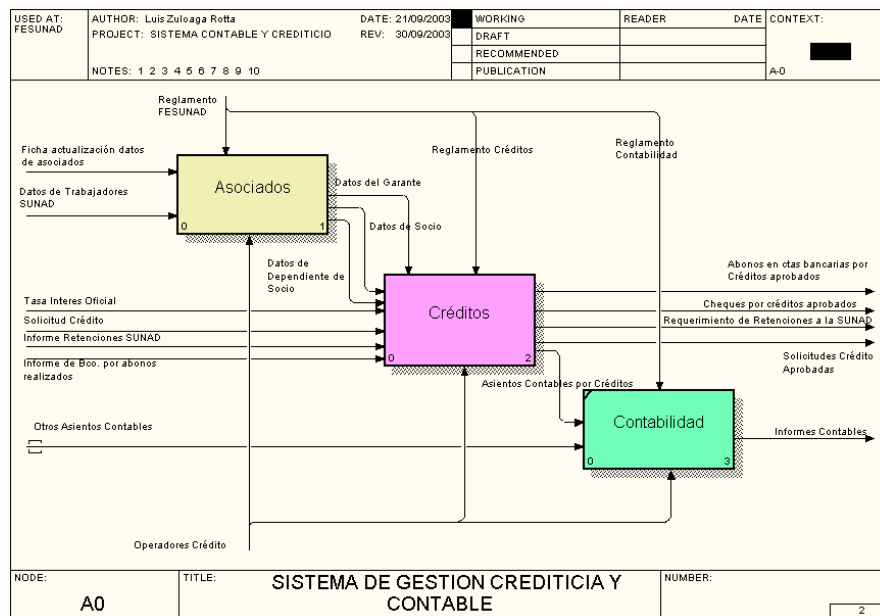 USED AT:
FESUNAD
AUTHOR: Luis Zuloaga Rotta
DATE: 21/09/2003
PROJECT: SISTEMA CONTABLE Y CREDITICIO
REV: 30/09/2003
NOTES: 1 2 3 4 5 6 7 8 9 10
WORKING
DRAFT
RECOMMENDED
PUBLICATION
READER
DATE
CONTEXT:
A-0
Reglamento
FESUNAD
Ficha actualización datos
de asociados
Datos de Trabajadores
SUNAD
Asociados
0
1
Reglamento Créditos
Reglamento
Contabilidad
Datos del Garante
Datos de Socio
Datos de
Dependiente de
Socio
Tasa Interes Oficial
Solicitud Crédito
Informe Retenciones SUNAD
Informe de Bco. por abonos
realizados
Créditos
0
2
Abonos en ctas bancarias por
Créditos aprobados
Cheques por créditos aprobados
Requerimiento de Retenciones a la SUNAD
Solicitudes Crédito
Aprobadas
Asientos Contables por Créditos
Otros Asientos Contables
Contabilidad
0
3
Informes Contables
Operadores Crédito
NODE:
A0
TITLE:
SISTEMA DE GESTION CREDITICIA Y
CONTABLE
NUMBER:
2